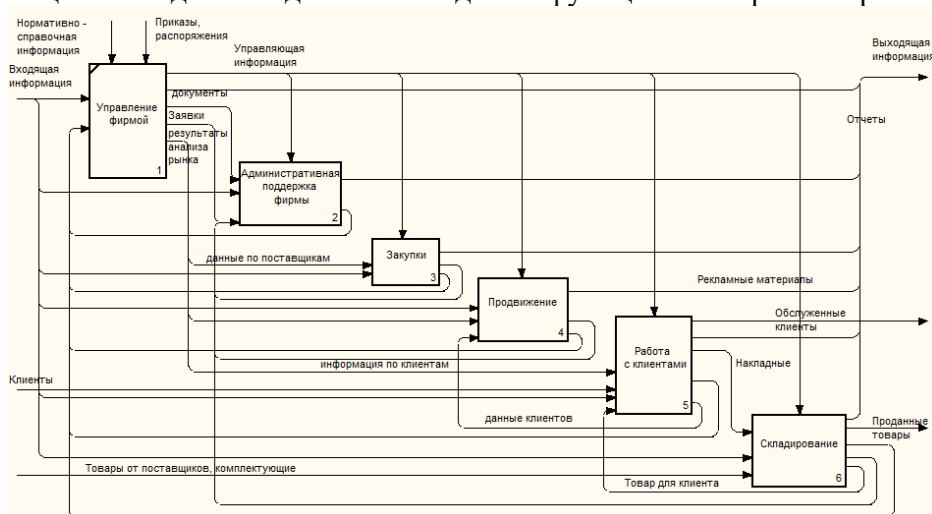 Нормативно -
справочная
информация
Приказы,
распоряжения
Управляющая
информация
Выходящая
информация
Входящая
информация
Управление
фирмой
1
документы
Заявки
результаты
анализа
рынка
Отчеты
Административная
поддержка
фирмы
2
Закупки
3
данные по поставщикам
Рекламные материалы
Продвижение
4
Обслуженные
клиенты
Работа
с клиентами
5
информация по клиентам
Накладные
Клиенты
данные клиентов
Проданные
товары
Складирование
6
Товары от поставщиков, комплектующие
Товар для клиента